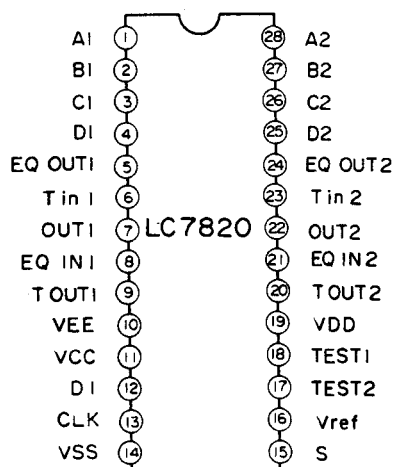 A1 1 28 A2
B1 2 27 B2
C1 3 26 C2
D1 4 25 D2
EQ OUT1 5 24 EQ OUT2
Tin 1 6 23 Tin 2
OUT1 7 LC7820 22 OUT2
EQ IN1 8 21 EQ IN2
T OUT1 9 20 T OUT2
VEE 10 19 VDD
VCC 11 18 TEST1
DI 12 17 TEST2
CLK 13 16 Vref
VSS 14 15 S